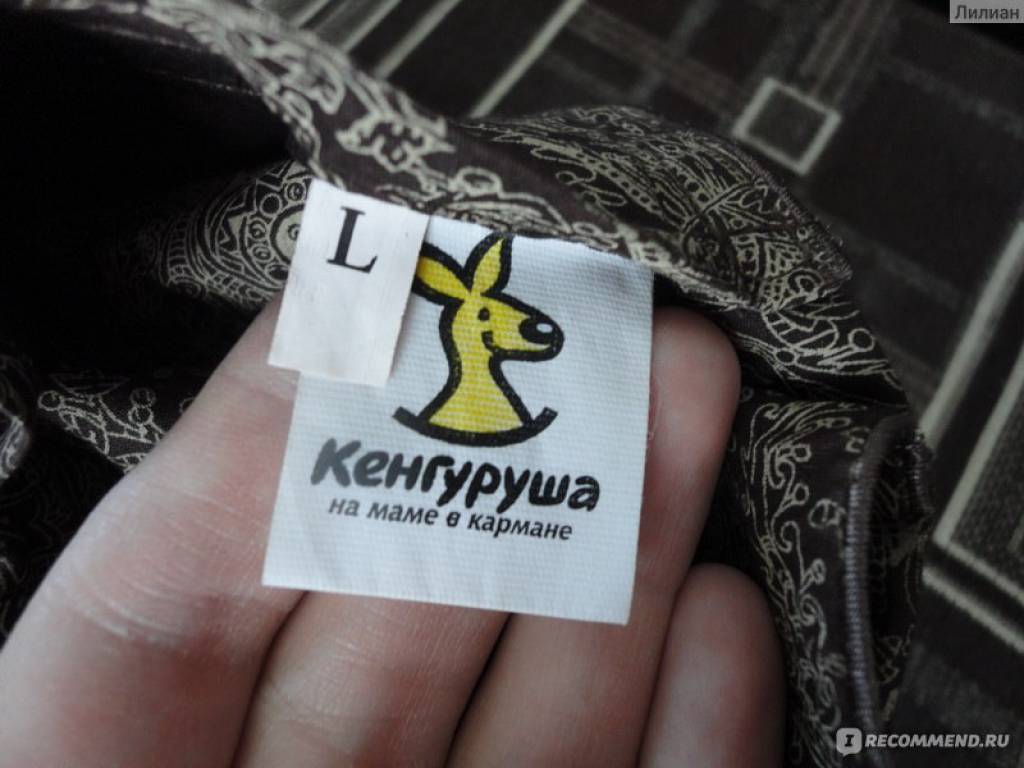 Лилиан
L
Кенгуруша
на маме в кармане
RECOMMEND.RU